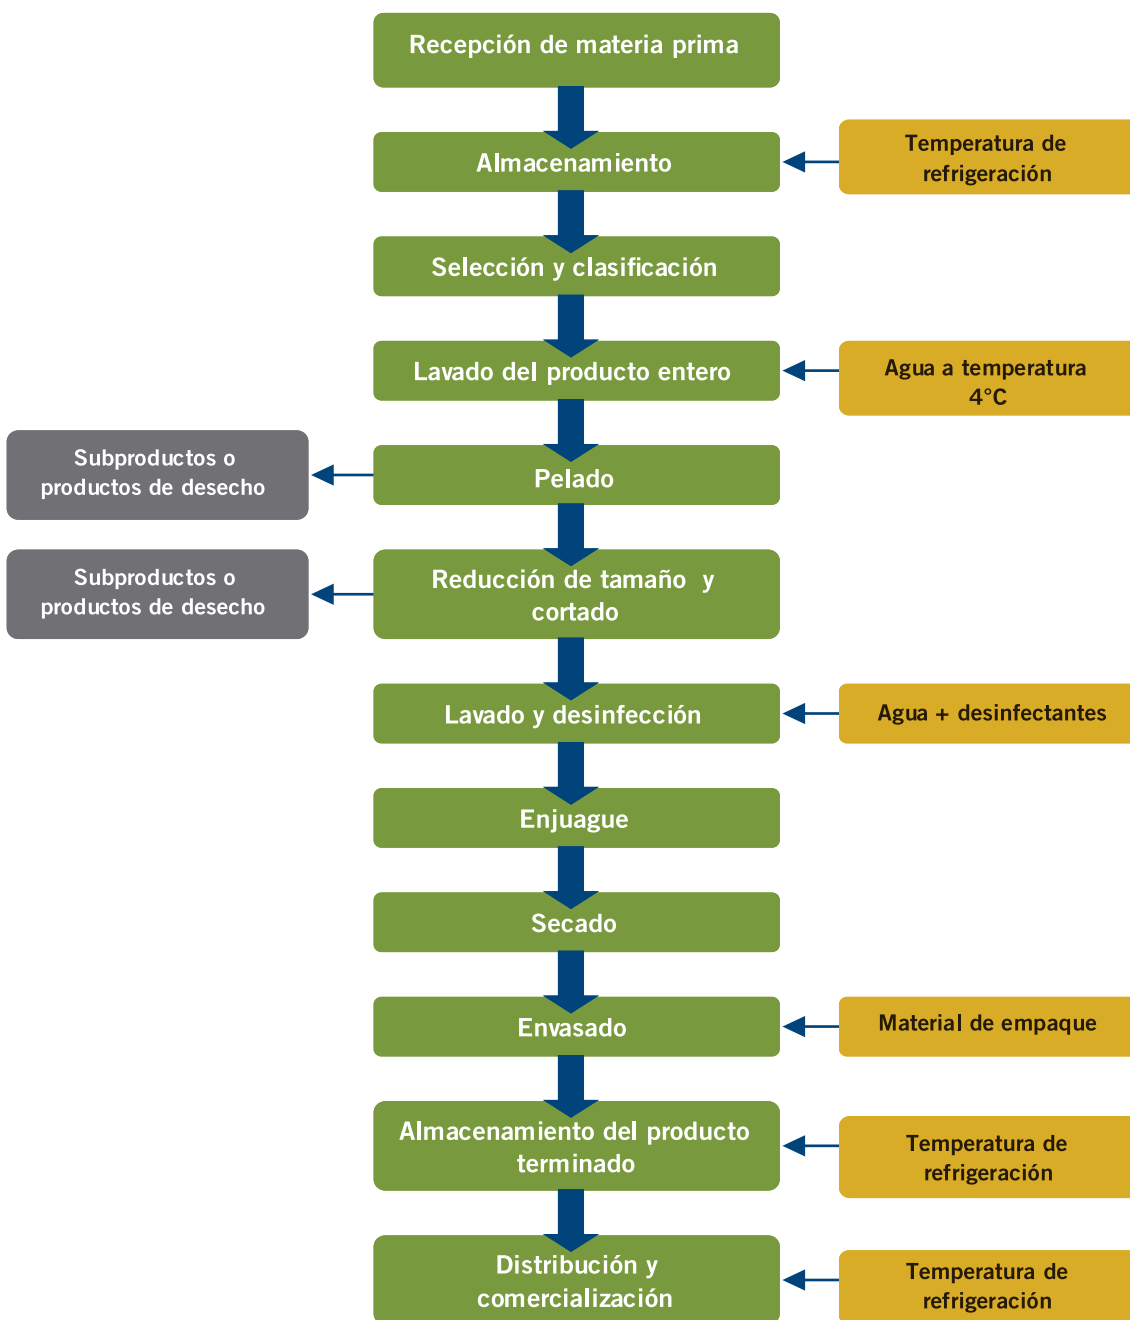 Recepción de materia prima
Almacenamiento
Temperatura de
refrigeración
Selección y clasificación
Lavado del producto entero
Agua a temperatura
4°C
Subproductos o
productos de desecho
Pelado
Subproductos o
productos de desecho
Reducción de tamaño y
cortado
Lavado y desinfección
Agua + desinfectantes
Enjuague
Secado
Envasado
Material de empaque
Almacenamiento del producto
terminado
Temperatura de
refrigeración
Distribución y
comercialización
Temperatura de
refrigeración